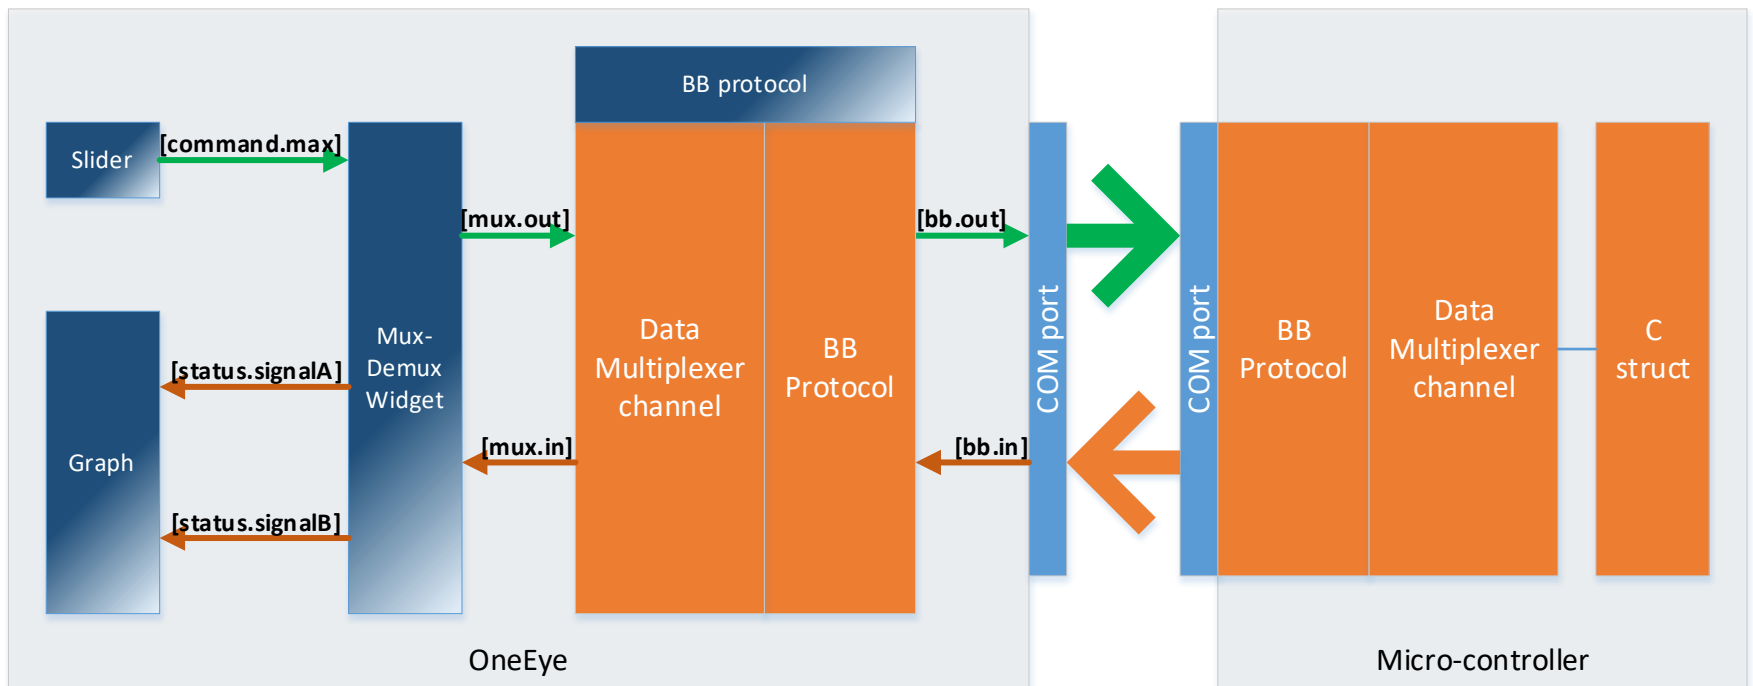 BB protocol
Slider
[command.max]
[mux.out]
[bb.out]
Mux-
Demux
Widget
[status.signalA]
Graph
[status.signalB]
Data
Multiplexer
channel
BB
Protocol
[mux.in]
[bb.in]
COM port
COM port
BB
Protocol
Data
Multiplexer
channel
C
struct
OneEye
Micro-controller